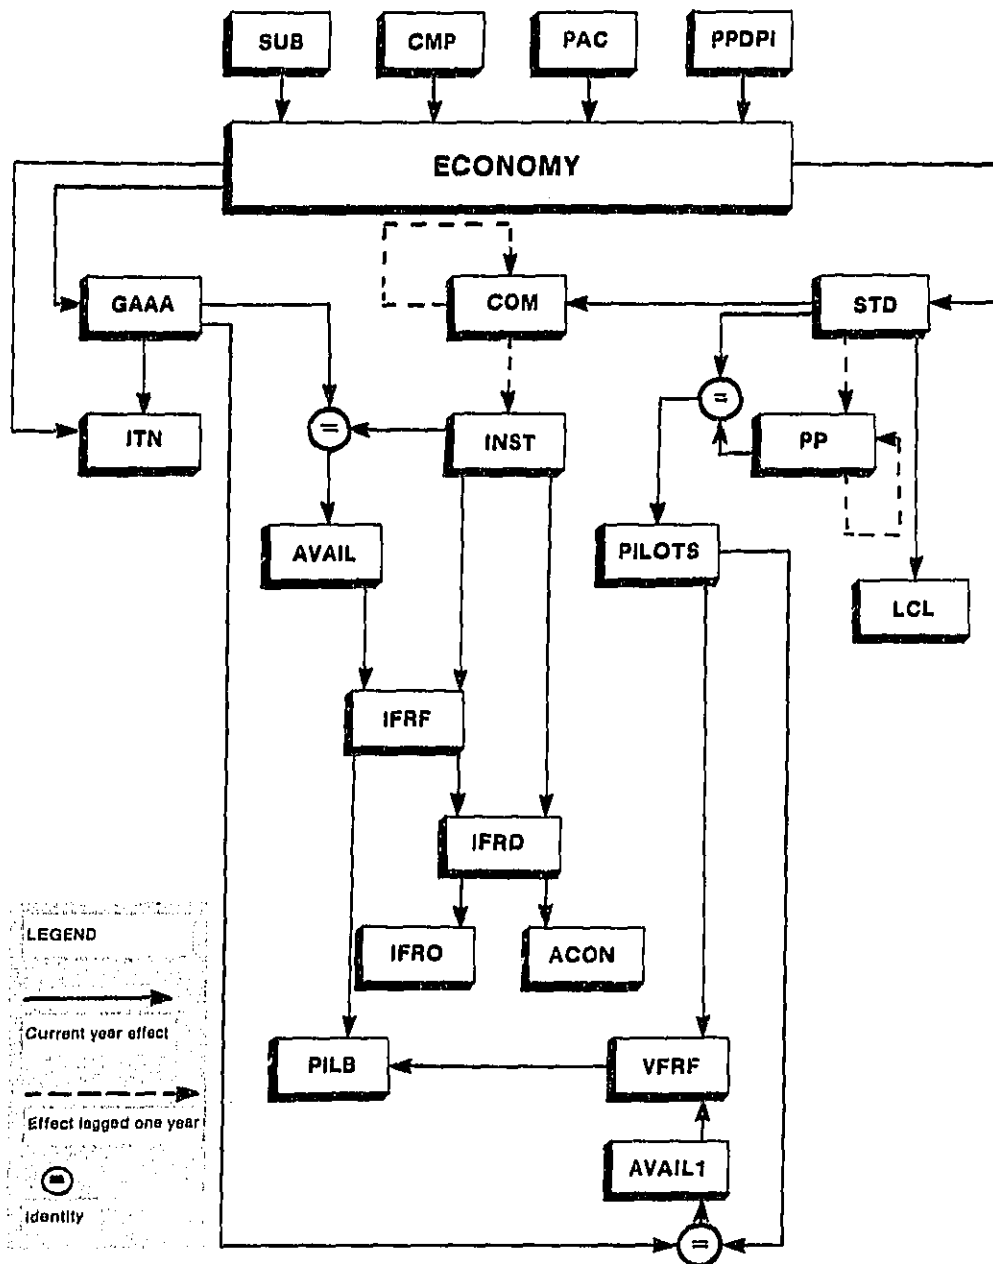 SUB CMP PAC PPDPI
ECONOMY
GAAA COM STD
ITN = INST = PP
AVAIL PILOTS
LCL
IFRF
IFRD
LEGEND
IFRO ACON
Current year effect
PILB VFRF
Effect lagged one year
AVAIL1
=
Identity
=